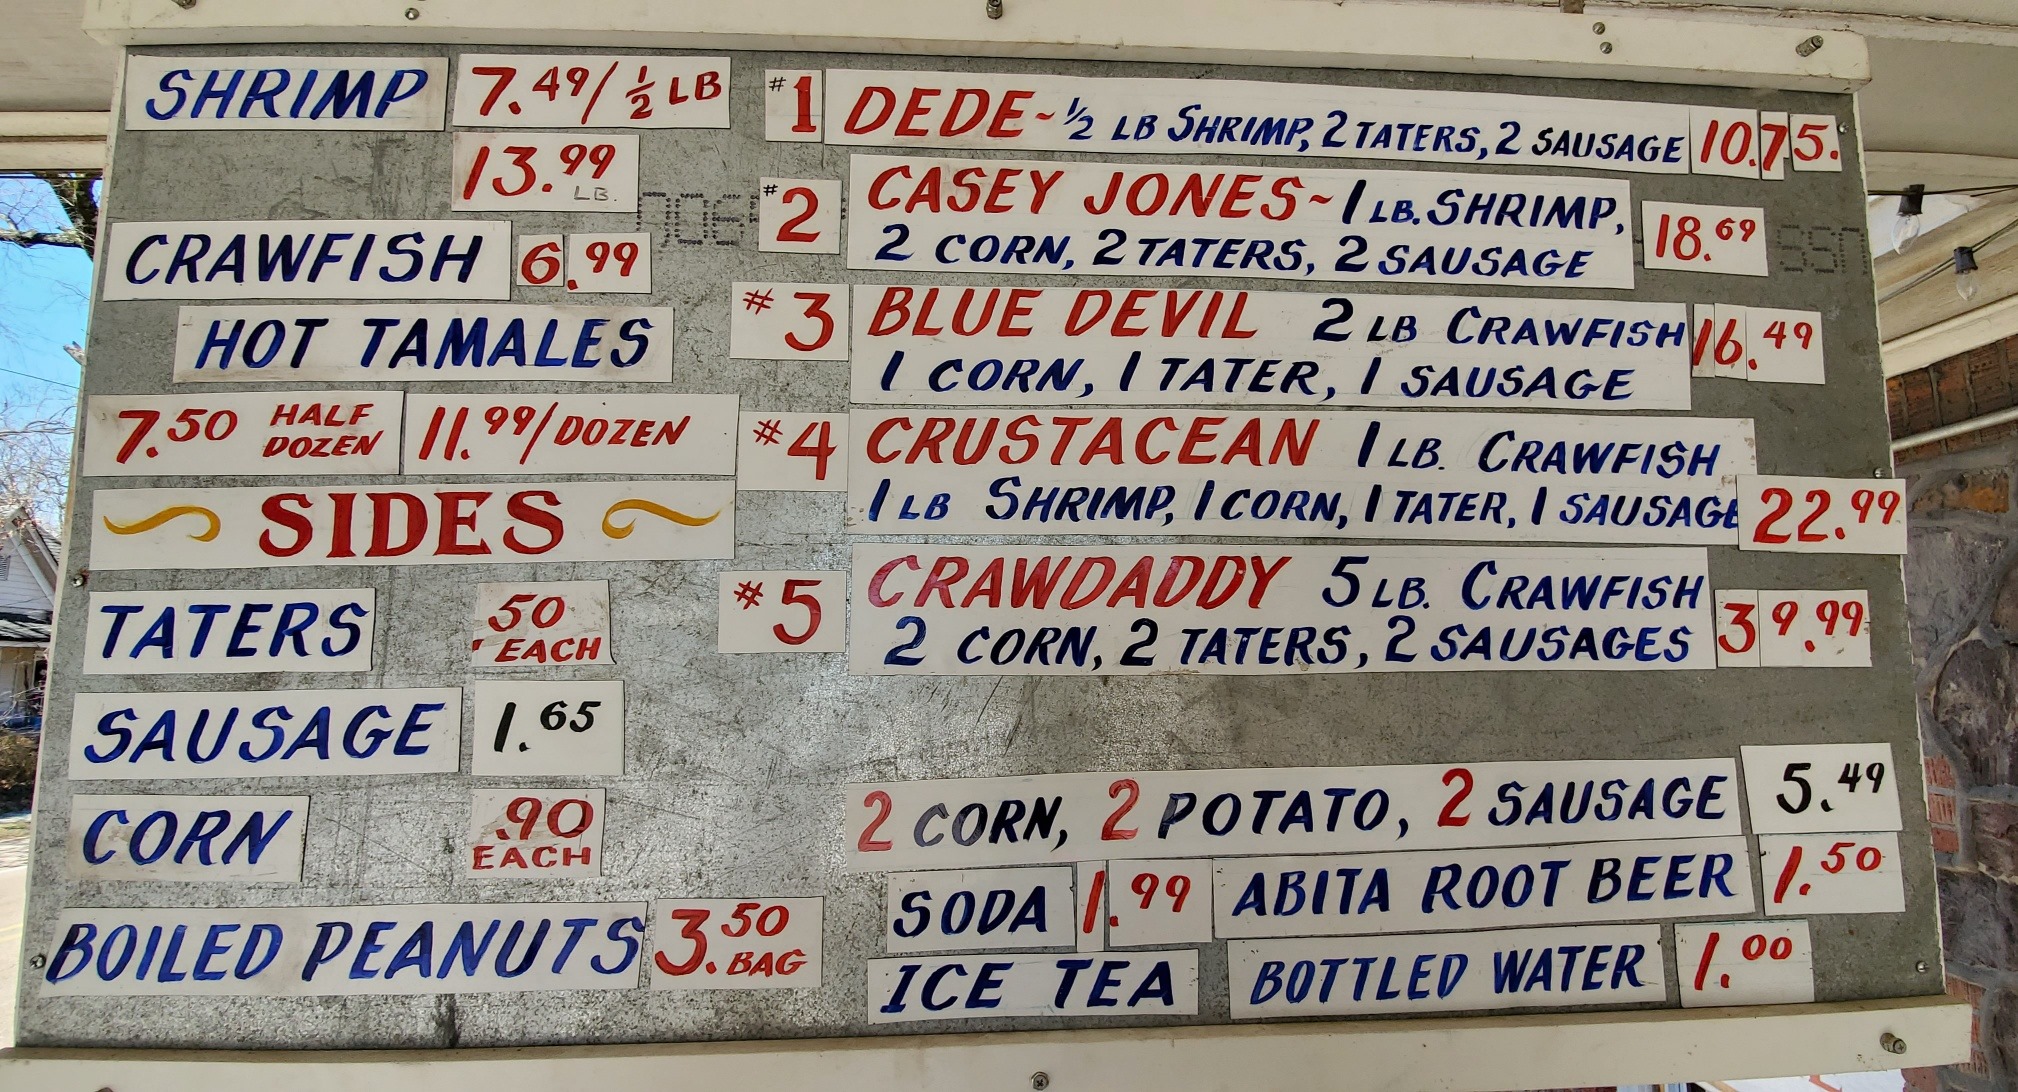 SHRIMP 7.49/½ LB
13.99 LB.
CRAWFISH 6.99
HOT TAMALES
7.50 HALF DOZEN 11.99/DOZEN
SIDES
TATERS .50 EACH
SAUSAGE 1.65
CORN .90 EACH
BOILED PEANUTS 3.50 BAG
#1 DEDE~½ LB SHRIMP, 2 TATERS, 2 SAUSAGE 10.75.
#2 CASEY JONES~1 LB. SHRIMP,
2 CORN, 2 TATERS, 2 SAUSAGE 18.69
#3 BLUE DEVIL 2 LB CRAWFISH 16.49
1 CORN, 1 TATER, 1 SAUSAGE
#4 CRUSTACEAN 1 LB. CRAWFISH
1 LB SHRIMP, 1 CORN, 1 TATER, 1 SAUSAGE 22.99
#5 CRAWDADDY 5 LB. CRAWFISH
2 CORN, 2 TATERS, 2 SAUSAGES 39.99
2 CORN, 2 POTATO, 2 SAUSAGE 5.49
SODA 1.99 ABITA ROOT BEER 1.50
ICE TEA BOTTLED WATER 1.00